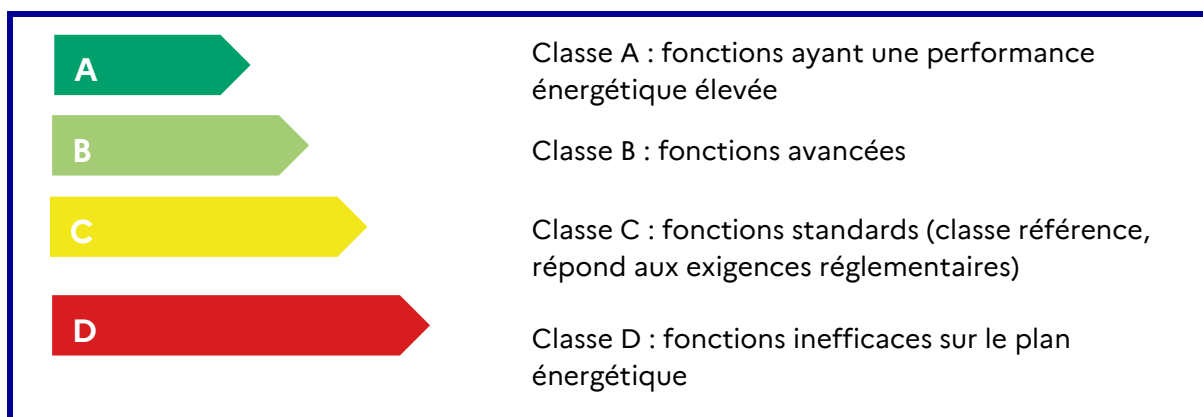 A
Classe A : fonctions ayant une performance
énergétique élevée
B
Classe B : fonctions avancées
C
Classe C : fonctions standards (classe référence,
répond aux exigences réglementaires)
D
Classe D : fonctions inefficaces sur le plan
énergétique